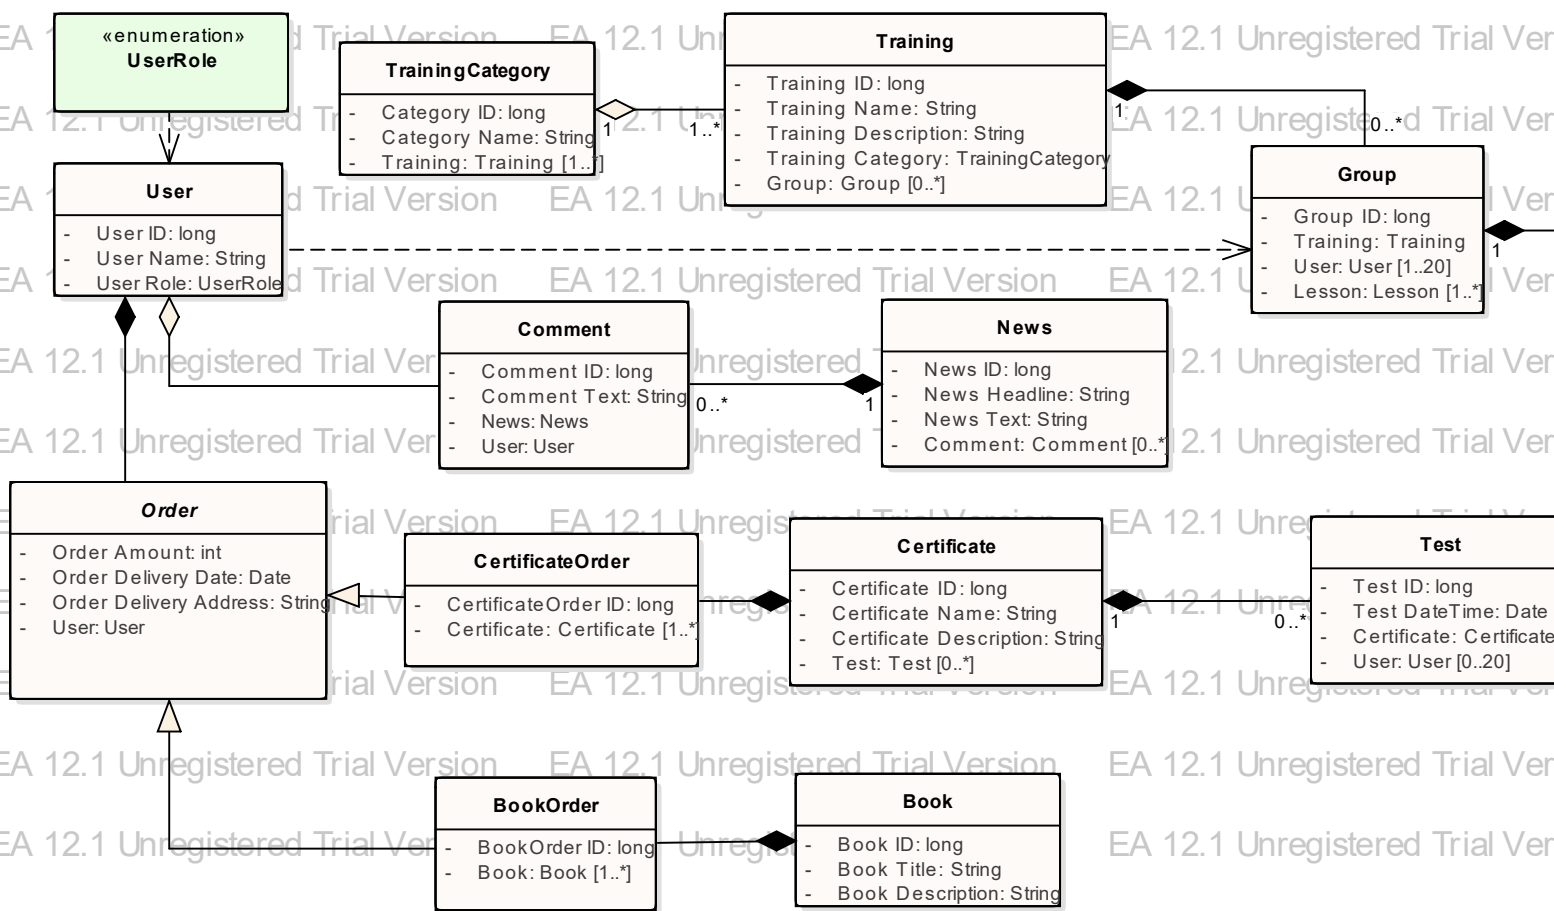 «enumeration»
UserRole
TrainingCategory
- Category ID: long
- Category Name: String
- Training: Training [1..*]
1
1..*
Training
- Training ID: long
- Training Name: String
- Training Description: String
- Training Category: TrainingCategory
- Group: Group [0..*]
1
0..*
Group
- Group ID: long
- Training: Training
- User: User [1..20]
- Lesson: Lesson [1..*]
1
User
- User ID: long
- User Name: String
- User Role: UserRole
Comment
- Comment ID: long
- Comment Text: String
- News: News
- User: User
0..*
1
News
- News ID: long
- News Headline: String
- News Text: String
- Comment: Comment [0..*]
Order
- Order Amount: int
- Order Delivery Date: Date
- Order Delivery Address: String
- User: User
CertificateOrder
- CertificateOrder ID: long
- Certificate: Certificate [1..*]
Certificate
- Certificate ID: long
- Certificate Name: String
- Certificate Description: String
- Test: Test [0..*]
1
0..*
Test
- Test ID: long
- Test DateTime: Date
- Certificate: Certificate
- User: User [0..20]
BookOrder
- BookOrder ID: long
- Book: Book [1..*]
Book
- Book ID: long
- Book Title: String
- Book Description: String
EA 12.1 Unregistered Trial Version